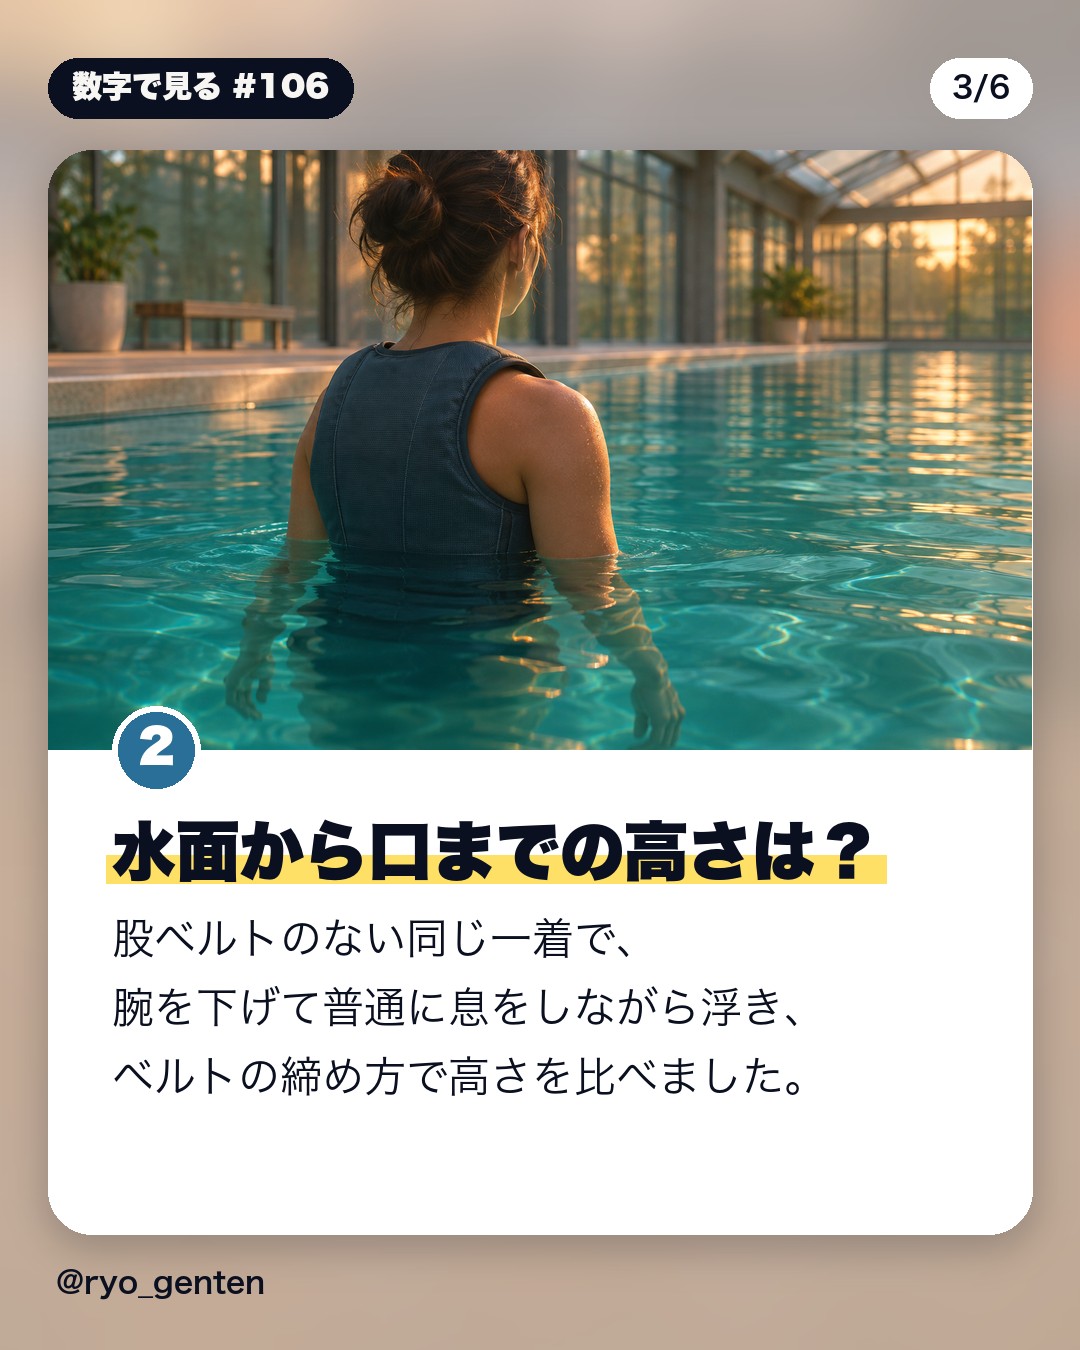 数字で見る #106
3/6
2
水面から口までの高さは？
股ベルトのない同じ一着で、
腕を下げて普通に息をしながら浮き、
ベルトの締め方で高さを比べました。
@ryo_genten